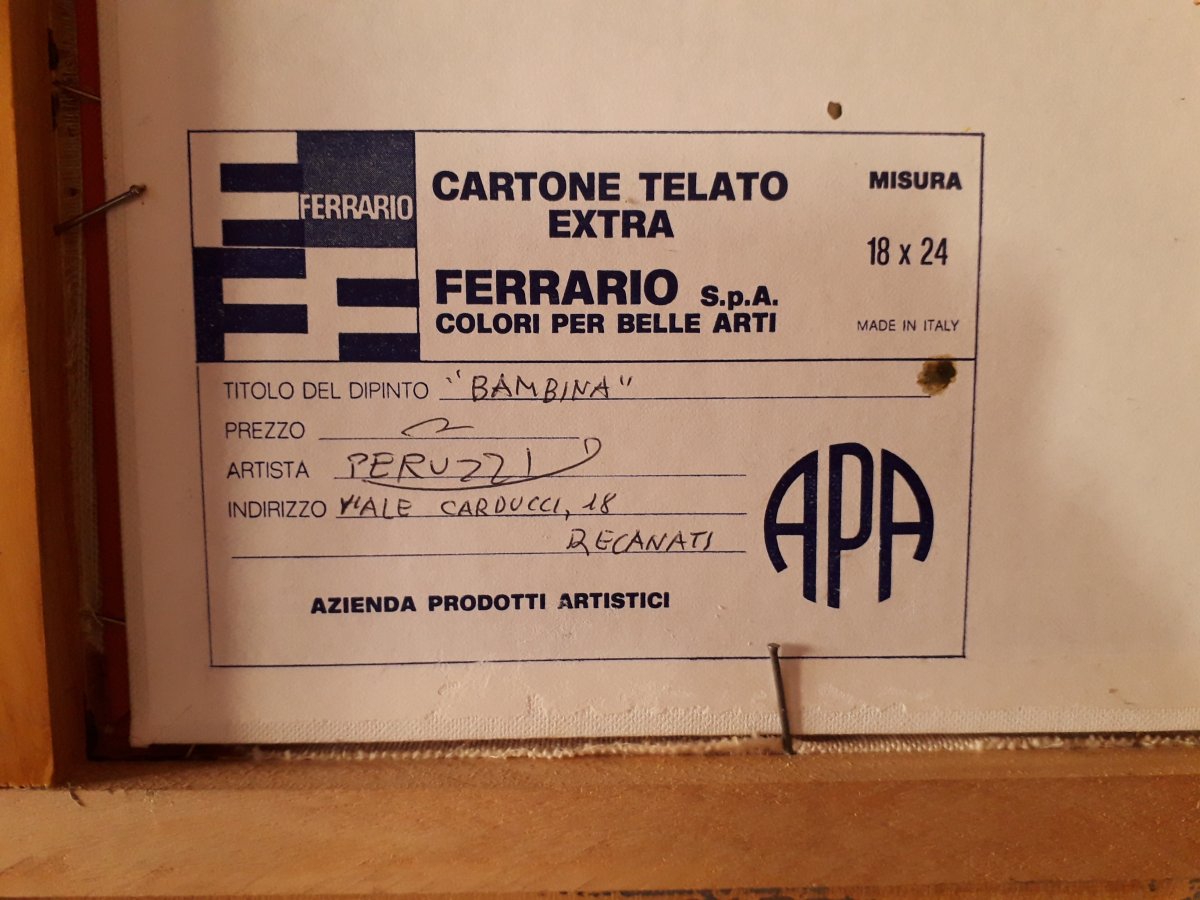 FERRARIO
CARTONE TELATO
EXTRA
FERRARIO S.p.A.
COLORI PER BELLE ARTI
MISURA
18 x 24
MADE IN ITALY
TITOLO DEL DIPINTO "BAMBINA"
PREZZO
ARTISTA PERUZZI
INDIRIZZO VIALE CARDUCCI, 18
RECANATI
APA
AZIENDA PRODOTTI ARTISTICI